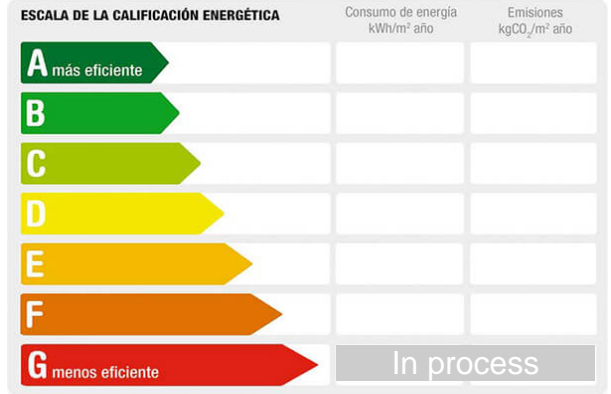 ESCALA DE LA CALIFICACIÓN ENERGÉTICA
Consumo de energía
kWh/m² año
Emisiones
kgCO₂/m² año
A más eficiente
B
C
D
E
F
G menos eficiente
In process